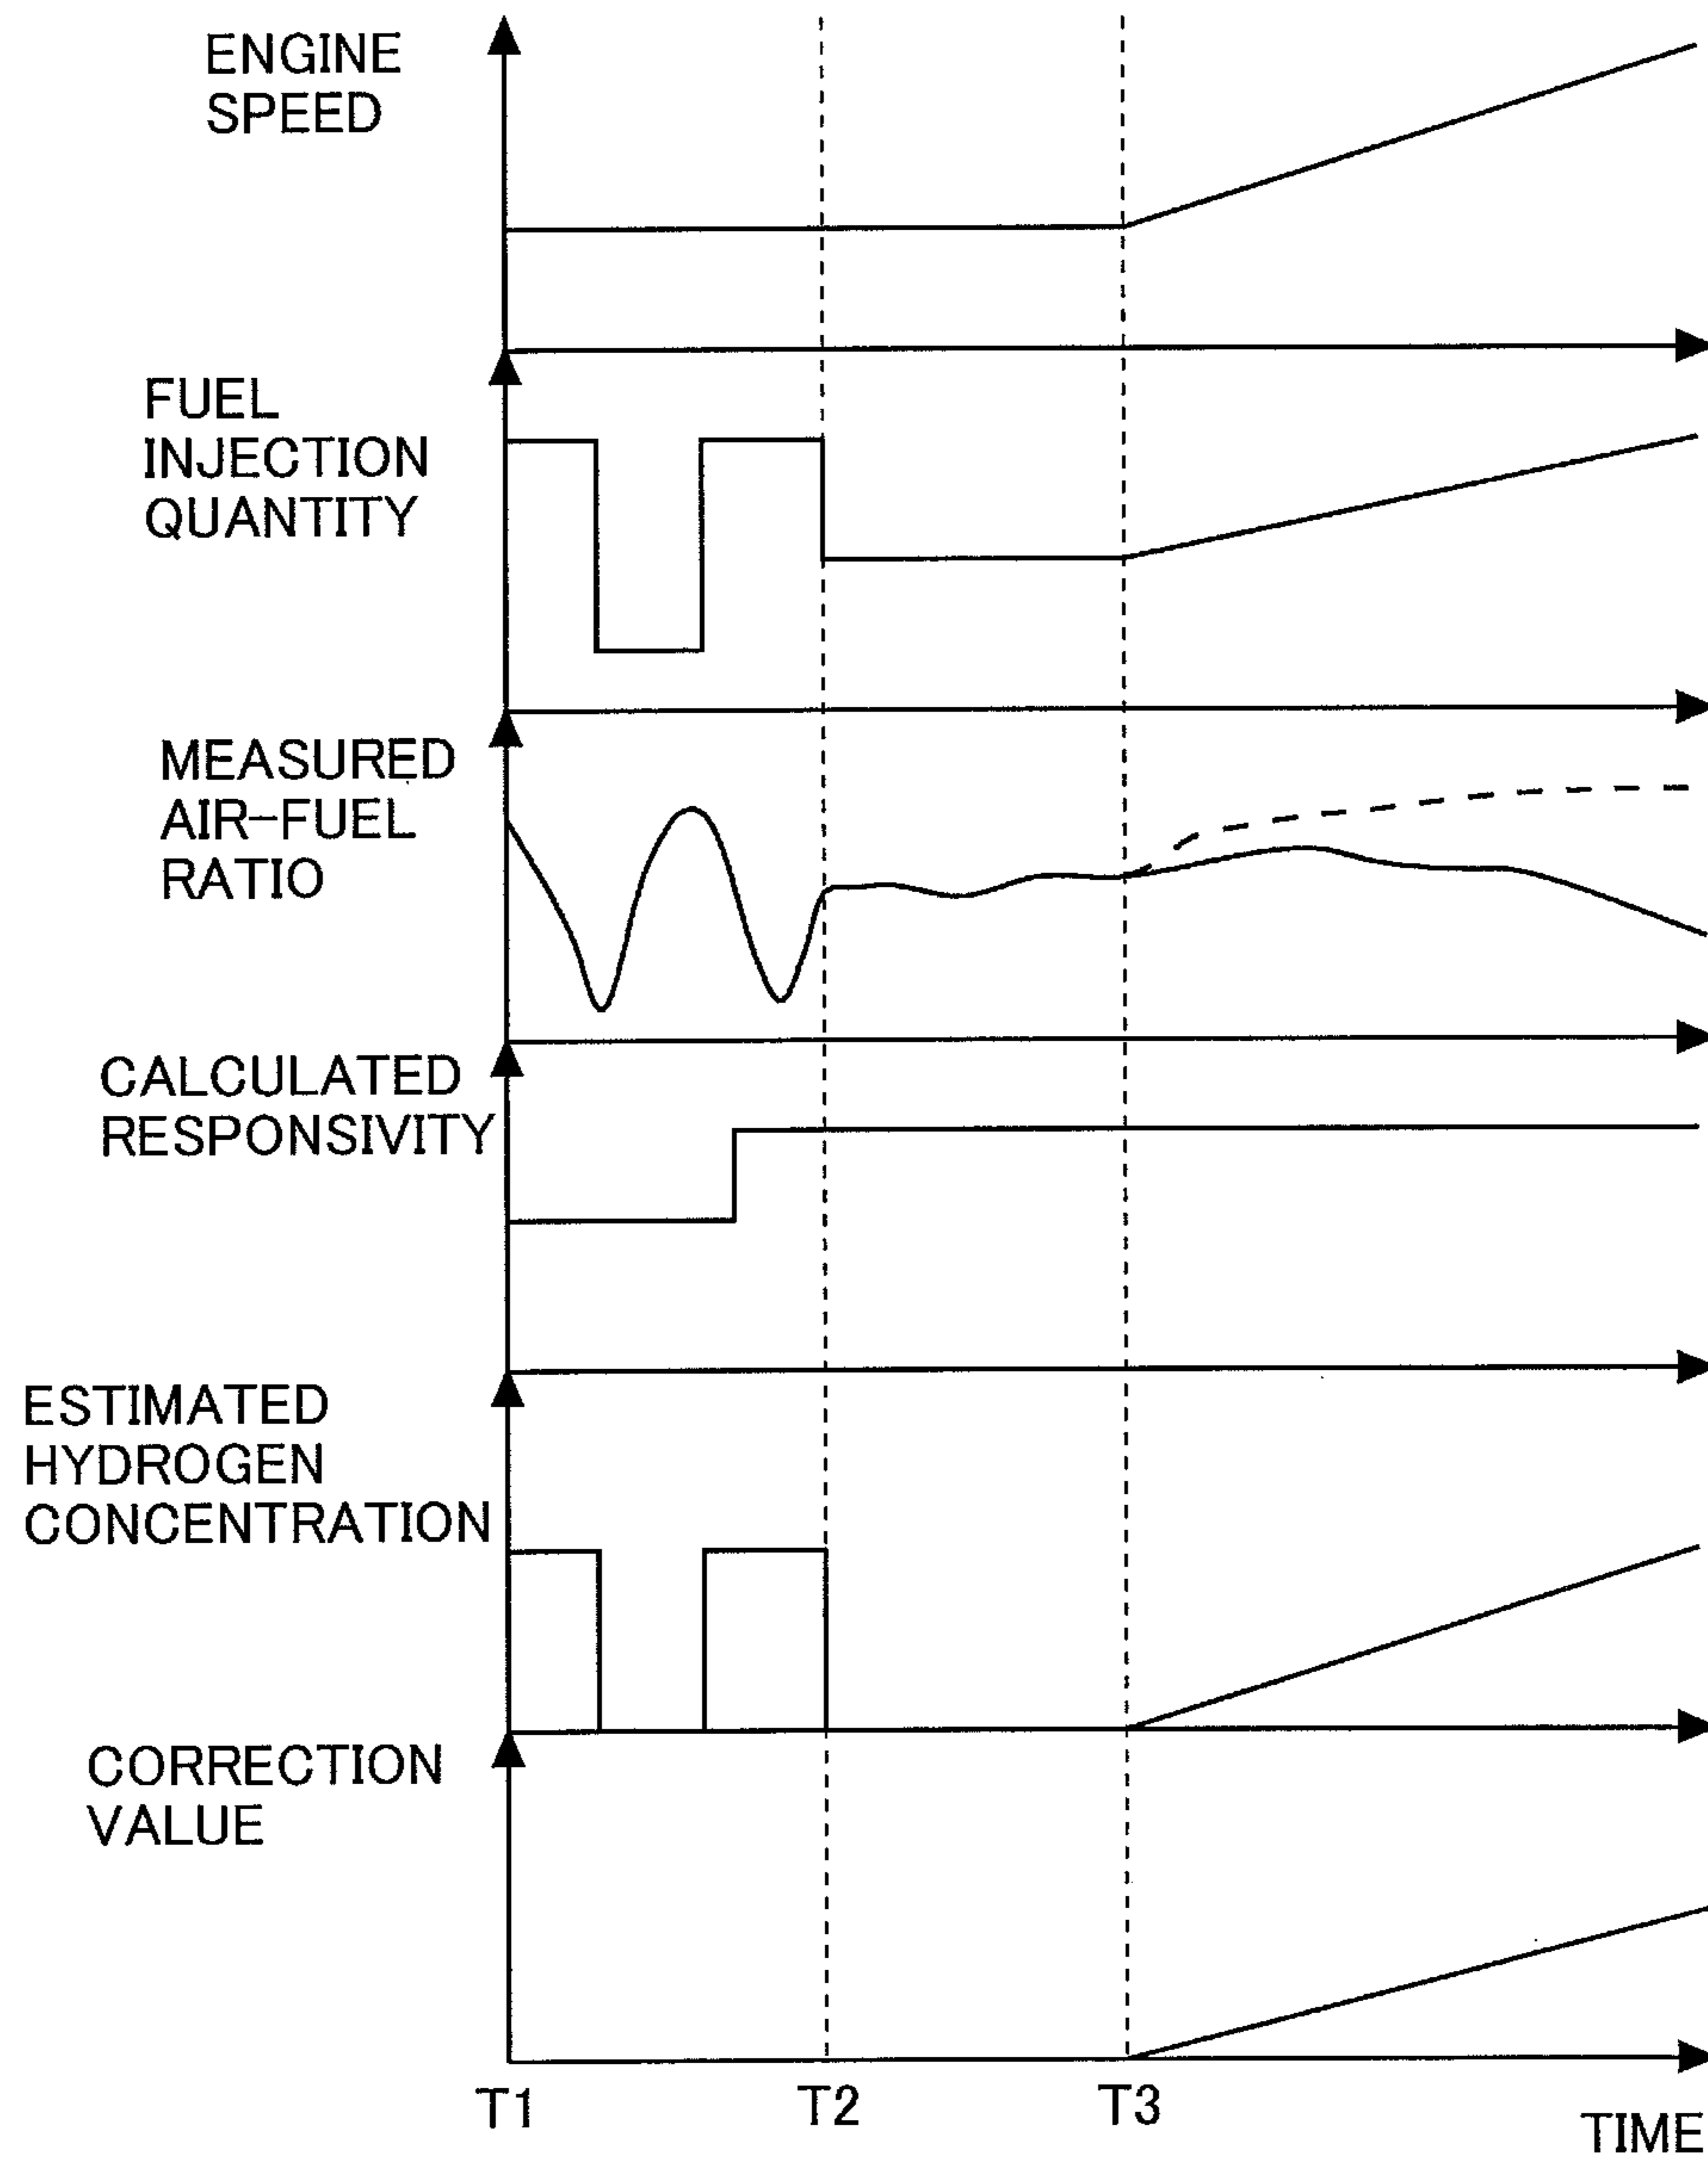 ENGINE
SPEED
FUEL
INJECTION
QUANTITY
MEASURED
AIR-FUEL
RATIO
CALCULATED
RESPONSIVITY
ESTIMATED
HYDROGEN
CONCENTRATION
CORRECTION
VALUE
T1
T2
T3
TIME